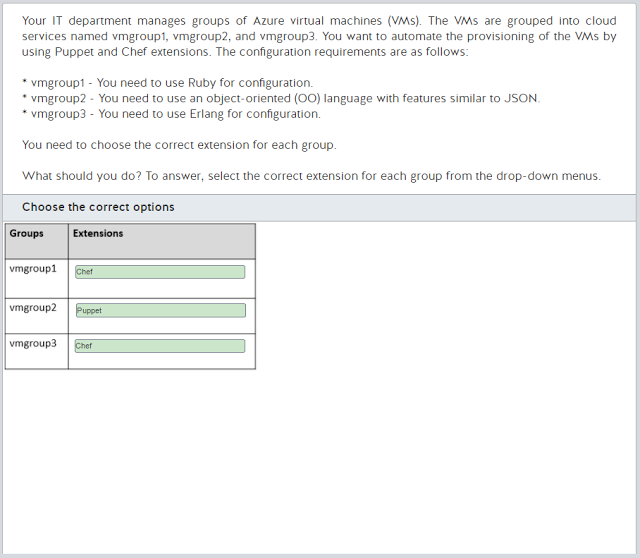 Your IT department manages groups of Azure virtual machines (VMs). The VMs are grouped into cloud
services named vmgroup1, vmgroup2, and vmgroup3. You want to automate the provisioning of the VMs by
using Puppet and Chef extensions. The configuration requirements are as follows:
* vmgroup1 - You need to use Ruby for configuration.
* vmgroup2 - You need to use an object-oriented (OO) language with features similar to JSON.
* vmgroup3 - You need to use Erlang for configuration.
You need to choose the correct extension for each group.
What should you do? To answer, select the correct extension for each group from the drop-down menus.
Choose the correct options
Groups Extensions
vmgroup1 Chef
vmgroup2 Puppet
vmgroup3 Chef